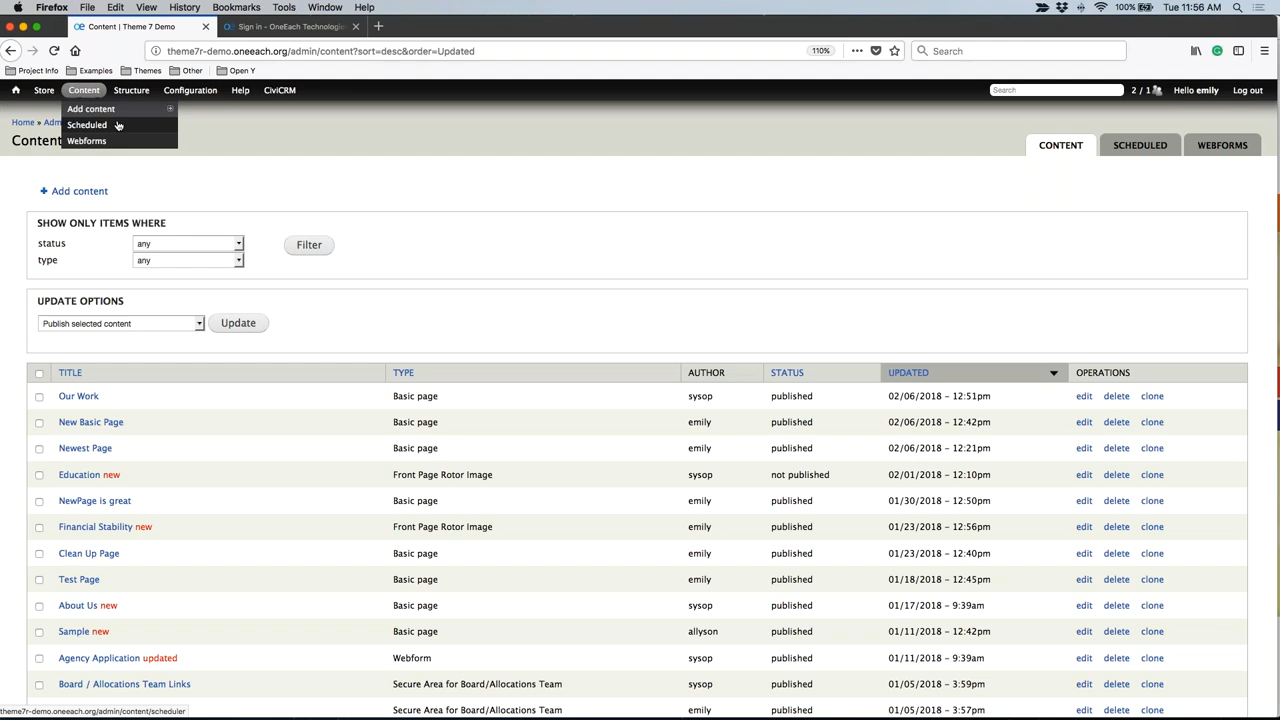 Firefox File Edit View History Bookmarks Tools Window Help 100% Tue 11:56 AM
Content | Theme 7 Demo Sign in - OneEach Technologie
theme7r-demo.oneeach.org/admin/content?sort=desc&order=Updated 110% Search
Project Info Examples Themes Other Open Y
Store Content Structure Configuration Help CiviCRM Search 2 / 1 Hello emily Log out
Add content
Scheduled
Webforms
Home » Adm
Content
CONTENT SCHEDULED WEBFORMS
+ Add content
SHOW ONLY ITEMS WHERE
status any Filter
type any
UPDATE OPTIONS
Publish selected content Update
TITLE TYPE AUTHOR STATUS UPDATED OPERATIONS
Our Work Basic page sysop published 02/06/2018 - 12:51pm edit delete clone
New Basic Page Basic page emily published 02/06/2018 - 12:42pm edit delete clone
Newest Page Basic page emily published 02/06/2018 - 12:21pm edit delete clone
Education new Front Page Rotor Image sysop not published 02/01/2018 - 12:10pm edit delete clone
NewPage is great Basic page emily published 01/30/2018 - 12:50pm edit delete clone
Financial Stability new Front Page Rotor Image emily published 01/23/2018 - 12:56pm edit delete clone
Clean Up Page Basic page emily published 01/23/2018 - 12:40pm edit delete clone
Test Page Basic page emily published 01/18/2018 - 12:45pm edit delete clone
About Us new Basic page sysop published 01/17/2018 - 9:39am edit delete clone
Sample new Basic page allyson published 01/11/2018 - 12:42pm edit delete clone
Agency Application updated Webform sysop published 01/11/2018 - 9:39am edit delete clone
Board / Allocations Team Links Secure Area for Board/Allocations Team sysop published 01/05/2018 - 3:59pm edit delete clone
Secure Area for Board/Allocations Team emily published 01/05/2018 - 3:57pm edit delete clone
theme7r-demo.oneeach.org/admin/content/scheduler